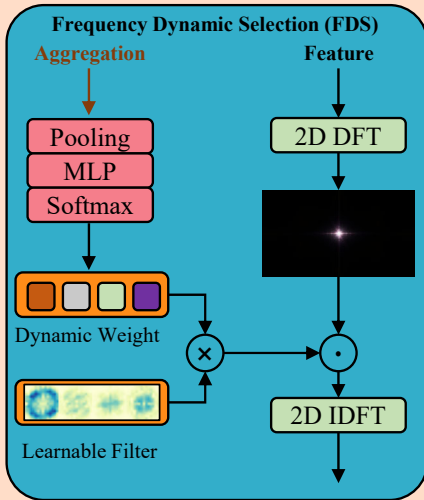 Frequency Dynamic Selection (FDS)
Aggregation
Feature
Pooling
MLP
Softmax
2D DFT
Dynamic Weight
×
·
Learnable Filter
2D IDFT